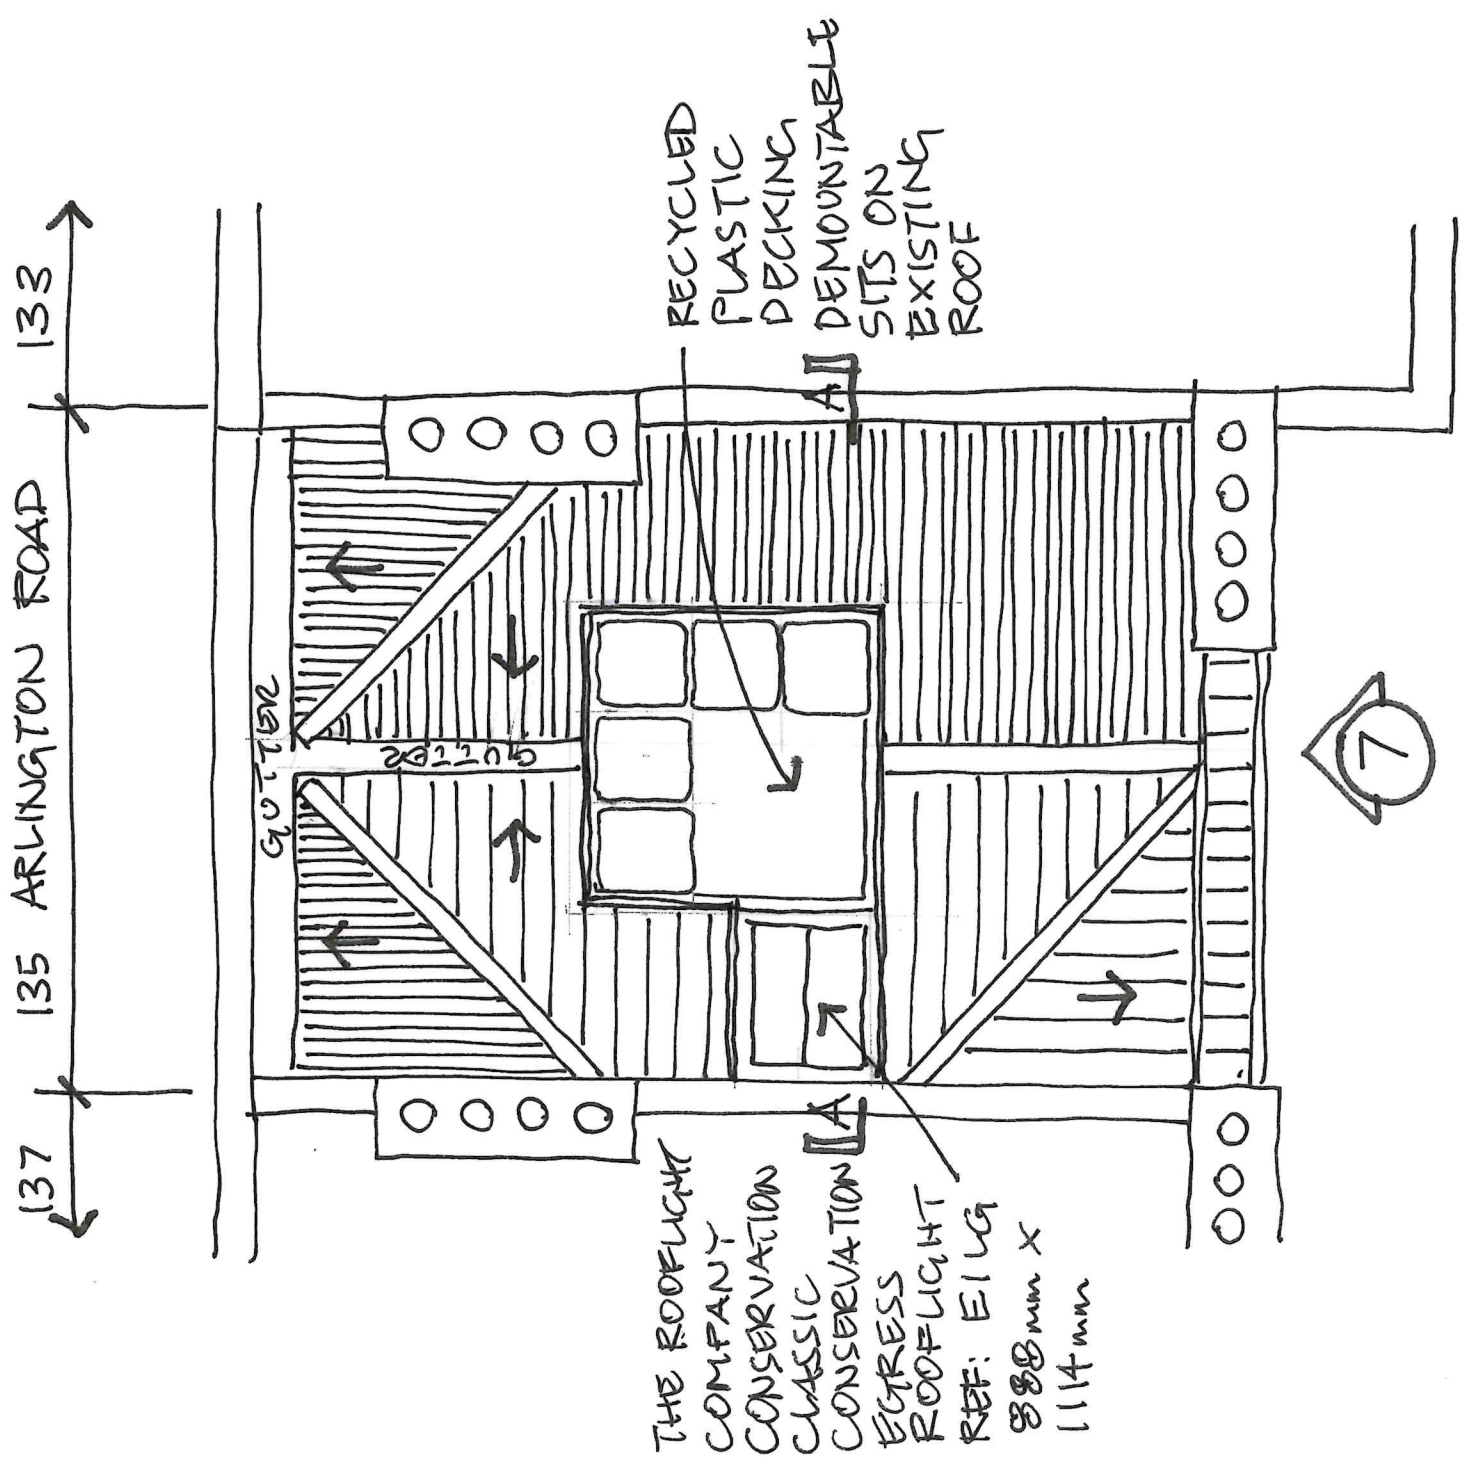 137
135 ARLINGTON ROAD
133
GUTTER
GUTTER
THE ROOFLIGHT
COMPANY
CONSERVATION
CLASSIC
CONSERVATION
EGRESS
ROOFLIGHT
REF: E1LG
888mm x
1114mm
A
A
RECYCLED
PLASTIC
DECKING
DEMOUNTABLE
SITS ON
EXISTING
ROOF
7